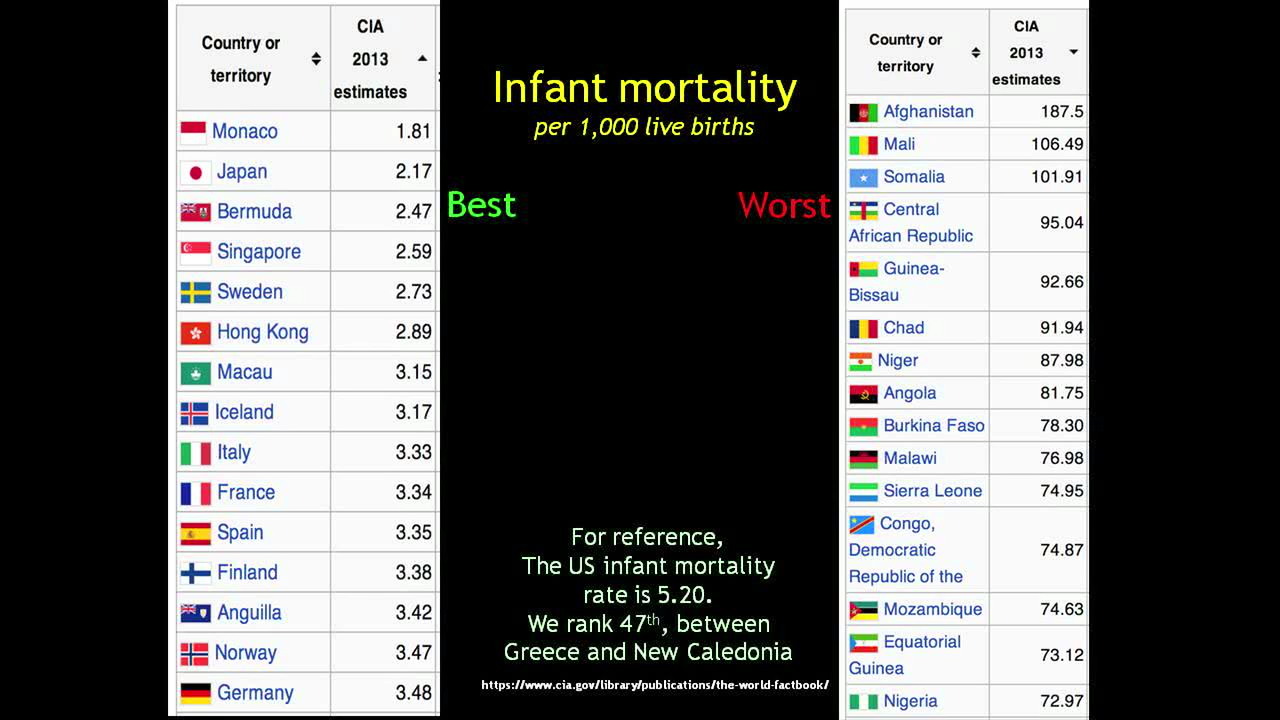 Country or
territory
CIA
2013
estimates
Monaco 1.81
Japan 2.17
Bermuda 2.47
Singapore 2.59
Sweden 2.73
Hong Kong 2.89
Macau 3.15
Iceland 3.17
Italy 3.33
France 3.34
Spain 3.35
Finland 3.38
Anguilla 3.42
Norway 3.47
Germany 3.48
Infant mortality
per 1,000 live births
Best
Worst
For reference,
The US infant mortality
rate is 5.20.
We rank 47th, between
Greece and New Caledonia
https://www.cia.gov/library/publications/the-world-factbook/
Country or
territory
CIA
2013
estimates
Afghanistan 187.5
Mali 106.49
Somalia 101.91
Central
African Republic 95.04
Guinea-
Bissau 92.66
Chad 91.94
Niger 87.98
Angola 81.75
Burkina Faso 78.30
Malawi 76.98
Sierra Leone 74.95
Congo,
Democratic 74.87
Republic of the
Mozambique 74.63
Equatorial
Guinea 73.12
Nigeria 72.97